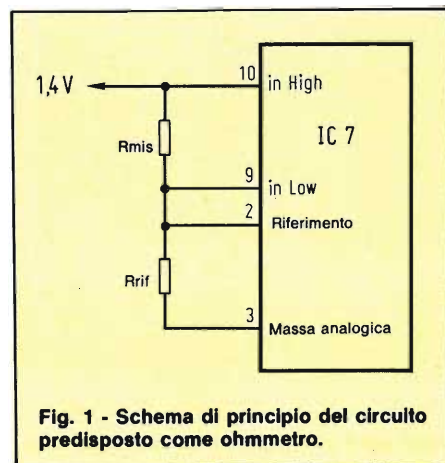 10
1,4 V
in High
Rmis
IC 7
9
in Low
2
Riferimento
Rrif
3
Massa analogica
Fig. 1 - Schema di principio del circuito
predisposto come ohmmetro.